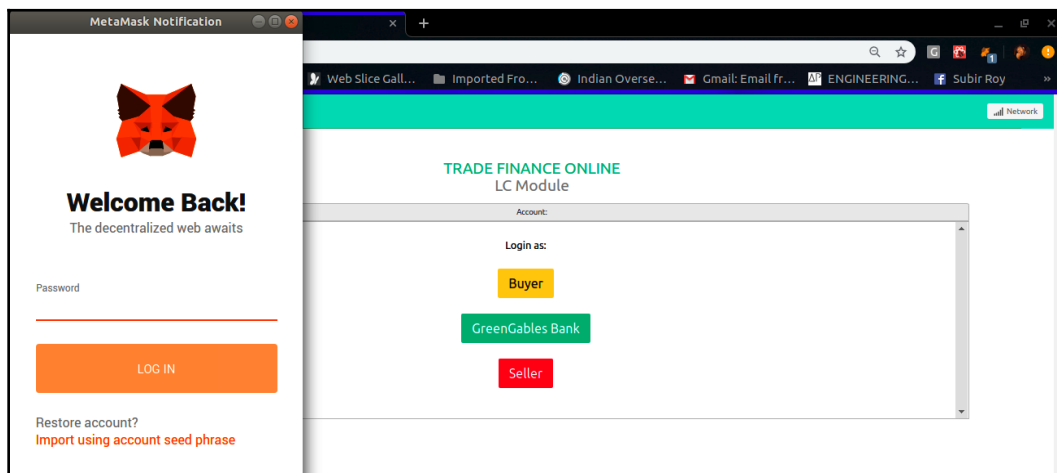 MetaMask Notification
Welcome Back!
The decentralized web awaits
Password
LOG IN
Restore account?
Import using account seed phrase
Web Slice Gall...
Imported Fro...
Indian Overse...
Gmail: Email fr...
ENGINEERING...
Subir Roy
Network
TRADE FINANCE ONLINE
LC Module
Account:
Login as:
Buyer
GreenGables Bank
Seller